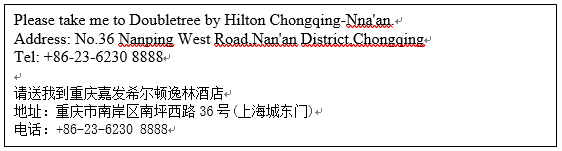 Please take me to Doubletree by Hilton Chongqing-Nna'an.
Address: No.36 Nanping West Road,Nan'an District,Chongqing
Tel: +86-23-6230 8888
请送我到重庆嘉发希尔顿逸林酒店
地址：重庆市南岸区南坪西路 36 号(上海城东门)
电话：+86-23-6230 8888